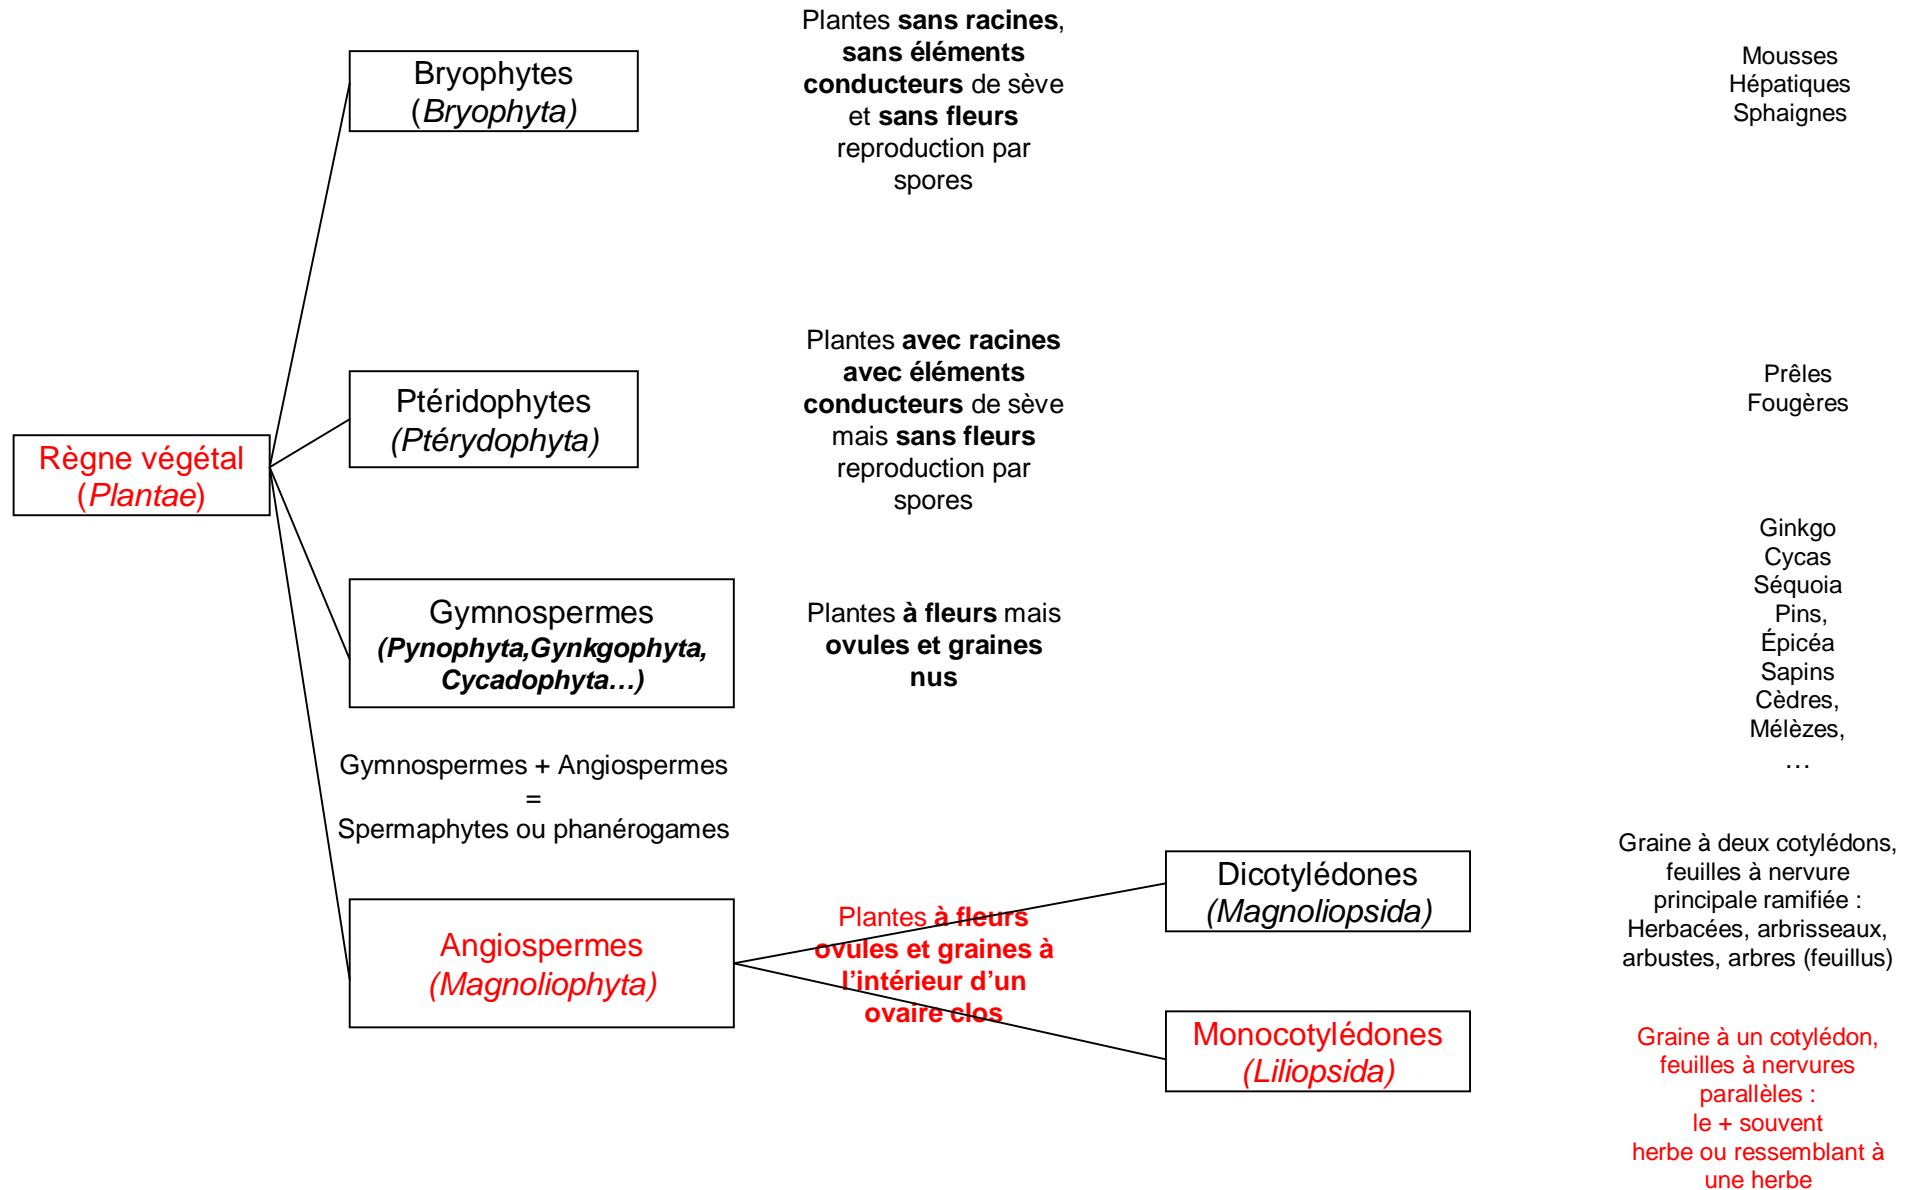 Bryophytes
(Bryophyta)
Plantes sans racines,
sans éléments
conducteurs de sève
et sans fleurs
reproduction par
spores
Mousses
Hépatiques
Sphaignes
Règne végétal
(Plantae)
Ptéridophytes
(Ptérydophyta)
Plantes avec racines
avec éléments
conducteurs de sève
mais sans fleurs
reproduction par
spores
Prêles
Fougères
Gymnospermes
(Pynophyta,Gynkgophyta,
Cycadophyta…)
Plantes à fleurs mais
ovules et graines
nus
Ginkgo
Cycas
Séquoia
Pins,
Épicéa
Sapins
Cèdres,
Mélèzes,
…
Gymnospermes + Angiospermes
=
Spermaphytes ou phanérogames
Angiospermes
(Magnoliophyta)
Plantes à fleurs
ovules et graines à
l’intérieur d’un
ovaire clos
Dicotylédones
(Magnoliopsida)
Graine à deux cotylédons,
feuilles à nervure
principale ramifiée :
Herbacées, arbrisseaux,
arbustes, arbres (feuillus)
Monocotylédones
(Liliopsida)
Graine à un cotylédon,
feuilles à nervures
parallèles :
le + souvent
herbe ou ressemblant à
une herbe